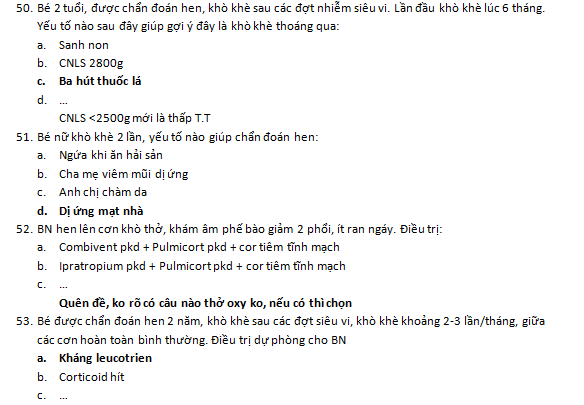 50. Bé 2 tuổi, được chẩn đoán hen, khò khè sau các đợt nhiễm siêu vi. Lần đầu khò khè lúc 6 tháng.
Yếu tố nào sau đây giúp gợi ý đây là khò khè thoáng qua:
a. Sanh non
b. CNLS 2800g
c. Ba hút thuốc lá
d. ...
CNLS <2500g mới là thấp T.T
51. Bé nữ khò khè 2 lần, yếu tố nào giúp chẩn đoán hen:
a. Ngứa khi ăn hải sản
b. Cha mẹ viêm mũi dị ứng
c. Anh chị chàm da
d. Dị ứng mạt nhà
52. BN hen lên cơn khò thở, khám âm phế bào giảm 2 phổi, ít ran ngáy. Điều trị:
a. Combivent pkd + Pulmicort pkd + cor tiêm tĩnh mạch
b. Ipratropium pkd + Pulmicort pkd + cor tiêm tĩnh mạch
c. ...
Quên đề, ko rõ có câu nào thở oxy ko, nếu có thì chọn
53. Bé được chẩn đoán hen 2 năm, khò khè sau các đợt siêu vi, khò khè khoảng 2-3 lần/tháng, giữa
các cơn hoàn toàn bình thường. Điều trị dự phòng cho BN
a. Kháng leucotrien
b. Corticoid hít
c. ...